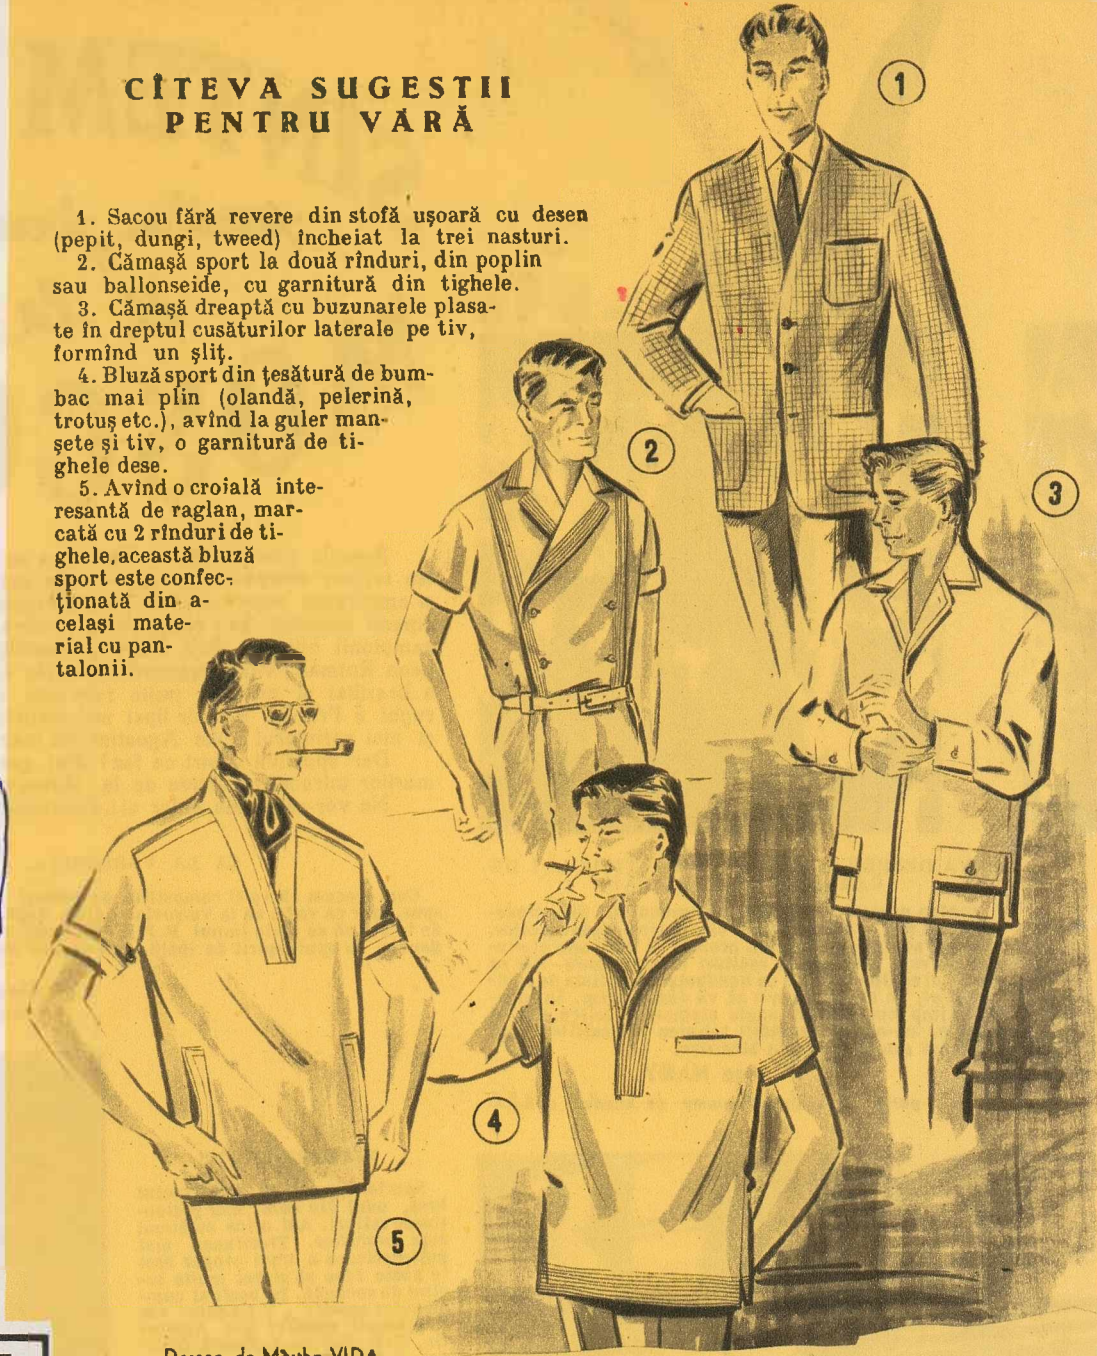 CÎTEVA SUGESTII
PENTRU VARĂ
1. Sacou fără revere din stofă ușoară cu desen
(pepit, dungi, tweed) încheiat la trei nasturi.
2. Cămașă sport la două rînduri, din poplin
sau ballonseide, cu garnitură din tighele.
3. Cămașă dreaptă cu buzunarele plasa-
te în dreptul cusăturilor laterale pe tiv,
formînd un șliț.
4. Bluză sport din țesătură de bum-
bac mai plin (olandă, pelerină,
trotuș etc.), avînd la guler man-
șete și tiv, o garnitură de ti-
ghele dese.
5. Avînd o croială inte-
resantă de raglan, mar-
cată cu 2 rînduri de ti-
ghele, această bluză
sport este confec-
ționată din a-
celași mate-
rial cu pan-
talonii.
1
2
3
4
5
de VIDA